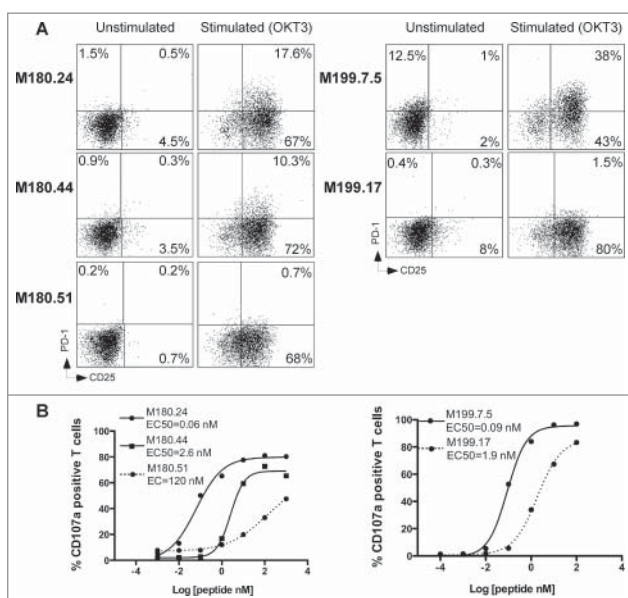 A
Unstimulated Stimulated (OKT3)
M180.24
1.5% 0.5% 17.6%
4.5% 67%
M180.44
0.9% 0.3% 10.3%
3.5% 72%
M180.51
0.2% 0.2% 0.7%
0.7% 68%
PD-1
CD25
Unstimulated Stimulated (OKT3)
M199.7.5
12.5% 1% 38%
2% 43%
M199.17
0.4% 0.3% 1.5%
8% 80%
PD-1
CD25
B
M180.24
EC50=0.06 nM
M180.44
EC50=2.6 nM
M180.51
EC=120 nM
% CD107a positive T cells
100
80
60
40
20
0
-4 -2 0 2 4
Log [peptide nM]
M199.7.5
EC50=0.09 nM
M199.17
EC50=1.9 nM
% CD107a positive T cells
100
80
60
40
20
0
-4 -2 0 2 4
Log [peptide nM]